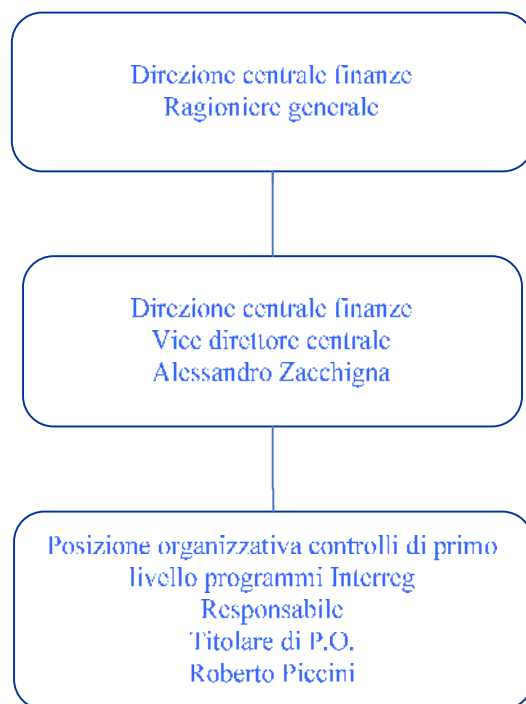 Direzione centrale finanze
Ragioniere generale
Direzione centrale finanze
Vice direttore centrale
Alessandro Zacchigna
Posizione organizzativa controlli di primo
livello programmi Interreg
Responsabile
Titolare di P.O.
Roberto Piccini